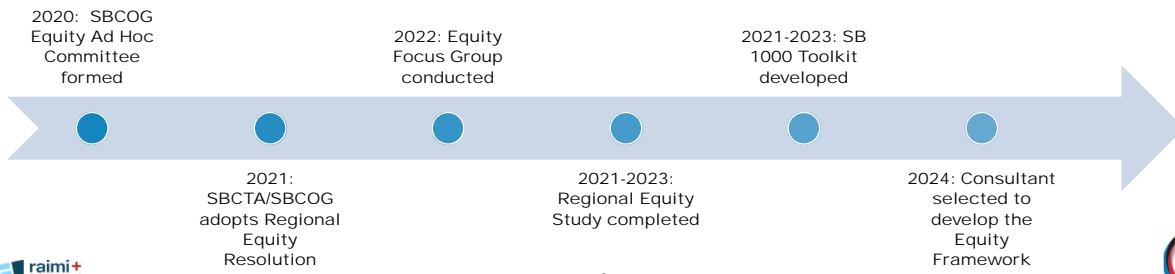 2020: SBCOG
Equity Ad Hoc
Committee
formed
2021:
SBCTA/SBCOG
adopts Regional
Equity
Resolution
2022: Equity
Focus Group
conducted
2021-2023:
Regional Equity
Study completed
2021-2023: SB
1000 Toolkit
developed
2024: Consultant
selected to
develop the
Equity
Framework
raimi+